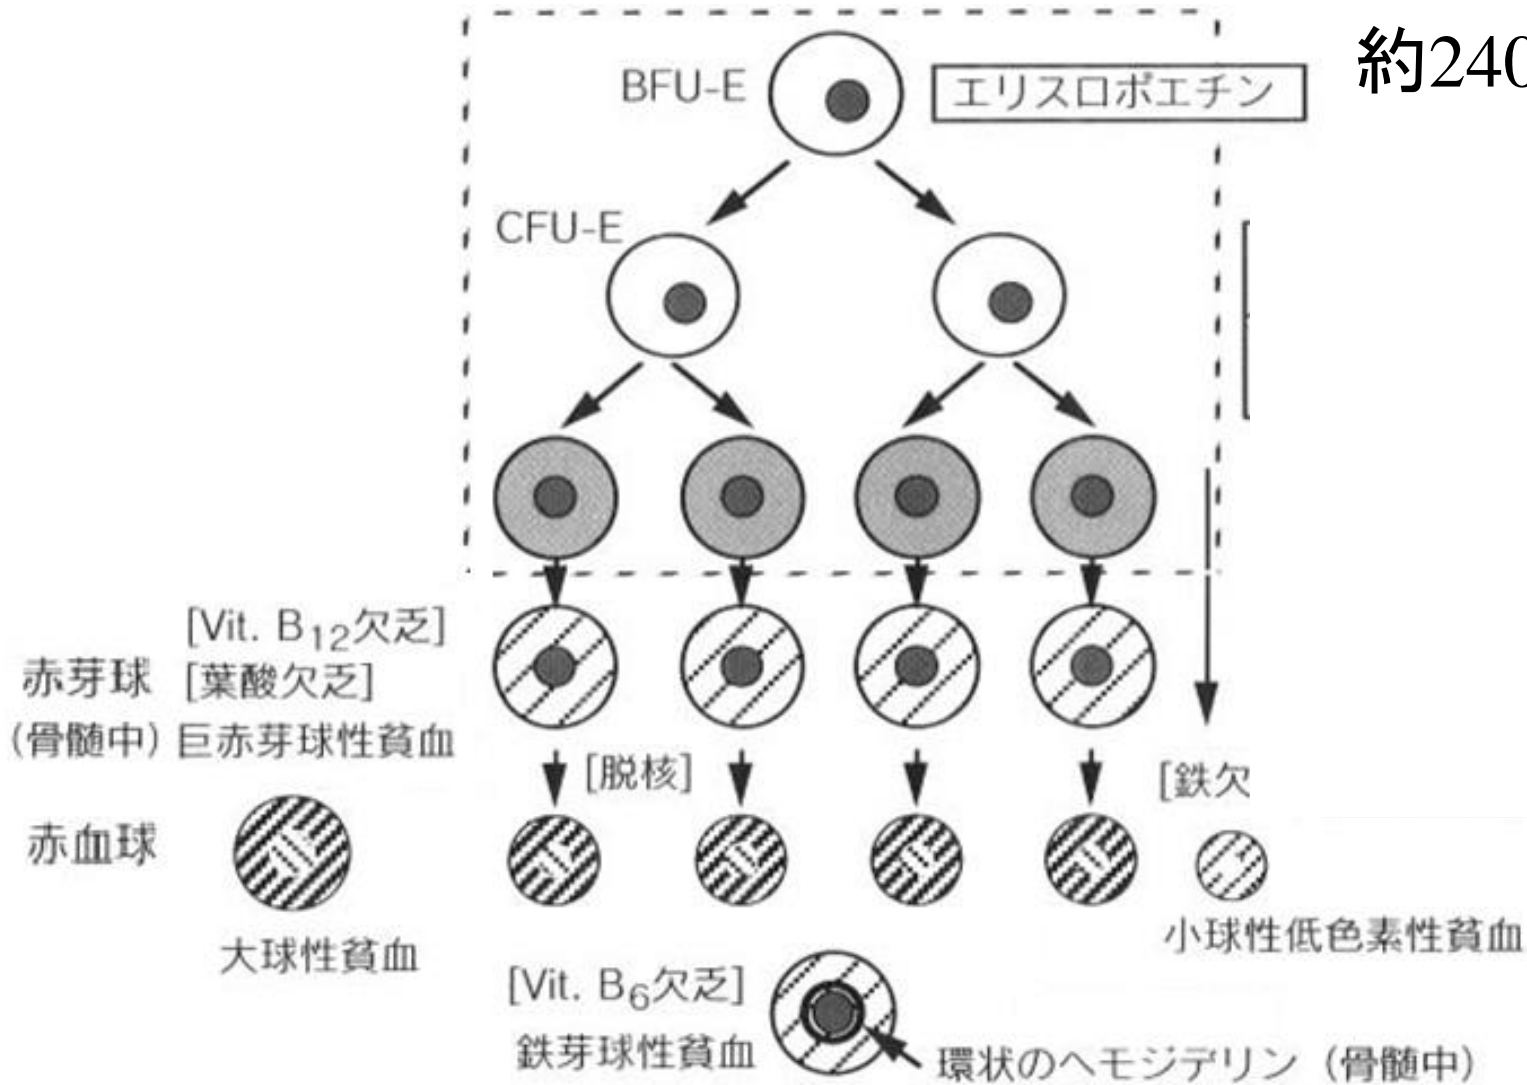 約240
BFU-E
エリスロポエチン
CFU-E
[Vit. B12欠乏]
赤芽球 [葉酸欠乏]
(骨髄中) 巨赤芽球性貧血
[脱核]
[鉄欠
赤血球
小球性低色素性貧血
大球性貧血
[Vit. B6欠乏]
鉄芽球性貧血
環状のヘモジデリン (骨髄中)